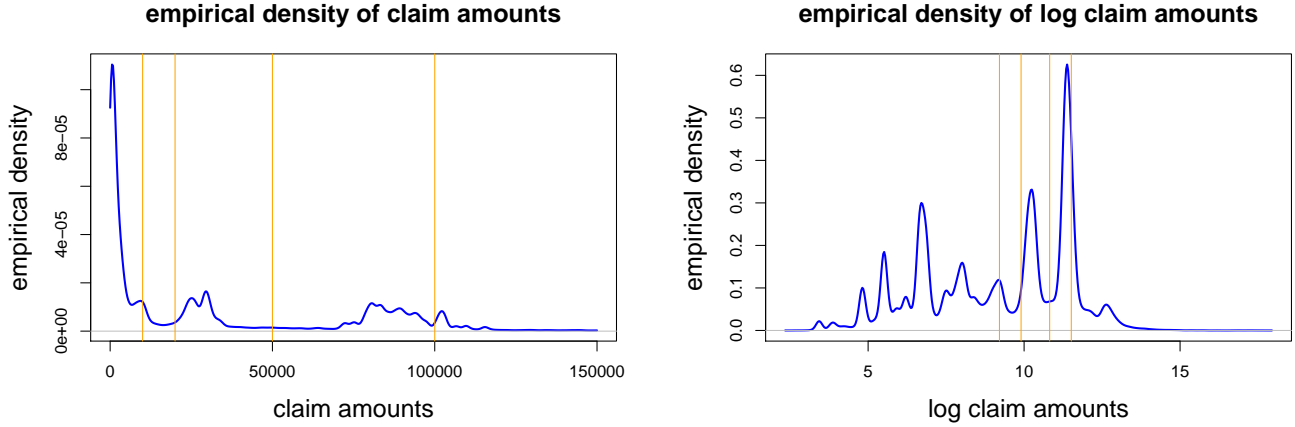 empirical density of claim amounts
empirical density
0e+00
4e−05
8e−05
0
50000
100000
150000
claim amounts
empirical density of log claim amounts
empirical density
0.0
0.1
0.2
0.3
0.4
0.5
0.6
5
10
15
log claim amounts